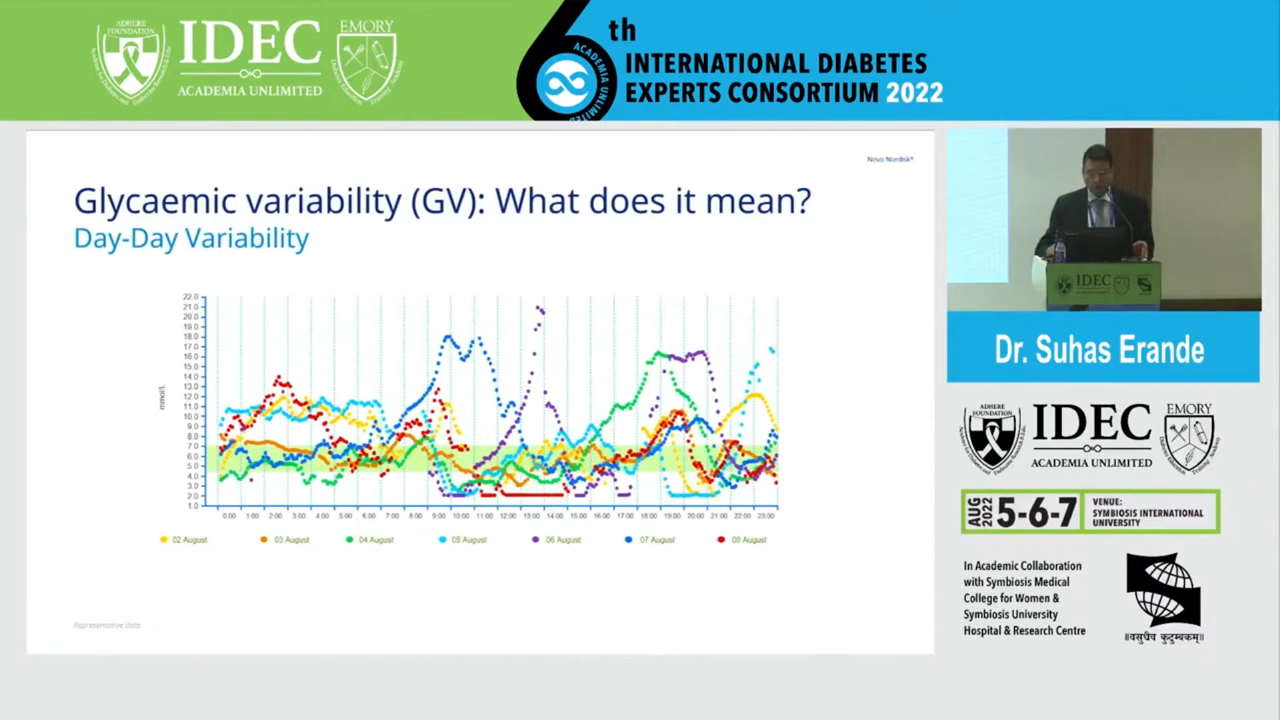 ADHERE
FOUNDATION
IDEC
ACADEMIA UNLIMITED
EMORY
6th
ACADEMIA UNLIMITED
INTERNATIONAL DIABETES
EXPERTS CONSORTIUM 2022
Novo Nordisk®
Glycaemic variability (GV): What does it mean?
Day-Day Variability
22.0
21.0
20.0
19.0
18.0
17.0
16.0
15.0
14.0
13.0
12.0
11.0
10.0
9.0
8.0
7.0
6.0
5.0
4.0
3.0
2.0
1.0
mmol/L
0:00 1:00 2:00 3:00 4:00 5:00 6:00 7:00 8:00 9:00 10:00 11:00 12:00 13:00 14:00 15:00 16:00 17:00 18:00 19:00 20:00 21:00 22:00 23:00
02 August 03 August 04 August 05 August 06 August 07 August 08 August
Representative data
IDEC
Dr. Suhas Erande
ADHERE
FOUNDATION
IDEC
ACADEMIA UNLIMITED
EMORY
AUG
2022
5-6-7
VENUE:
SYMBIOSIS INTERNATIONAL
UNIVERSITY
In Academic Collaboration
with Symbiosis Medical
College for Women &
Symbiosis University
Hospital & Research Centre
॥वसुधैव कुटुम्बकम्॥